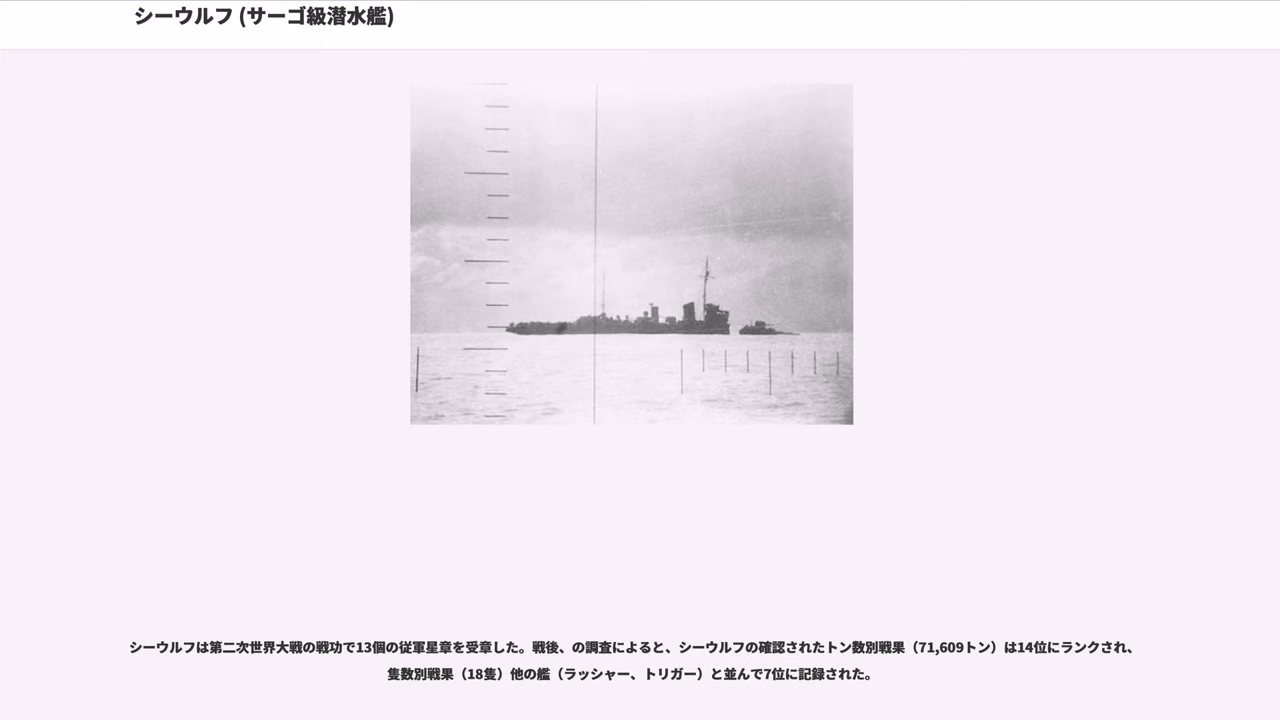 シーウルフ (サーゴ級潜水艦)
シーウルフは第二次世界大戦の戦功で13個の従軍星章を受章した。戦後、の調査によると、シーウルフの確認されたトン数別戦果（71,609トン）は14位にランクされ、
隻数別戦果（18隻）他の艦（ラッシャー、トリガー）と並んで7位に記録された。